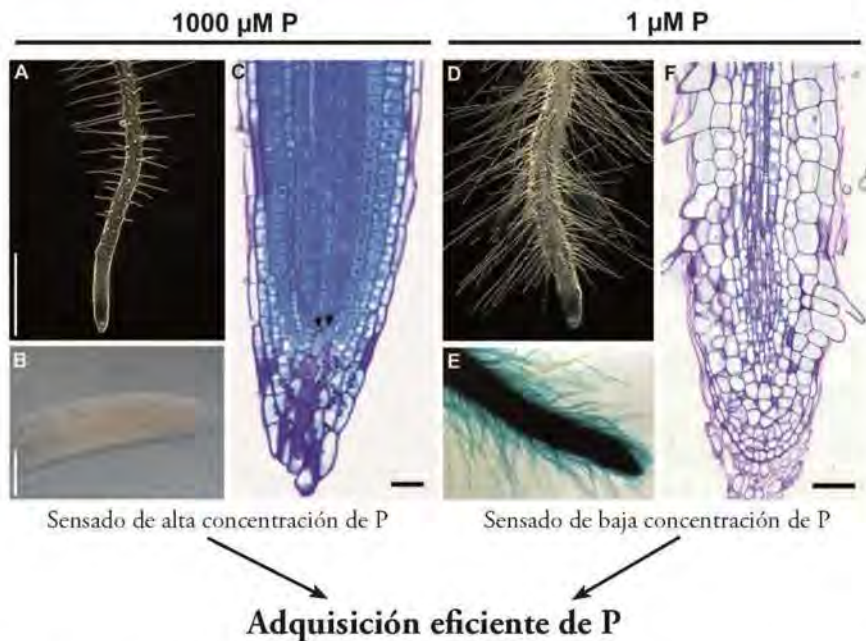 1000 µM P
1 µM P
A
C
D
F
B
E
Sensado de alta concentración de P
Sensado de baja concentración de P
Adquisición eficiente de P